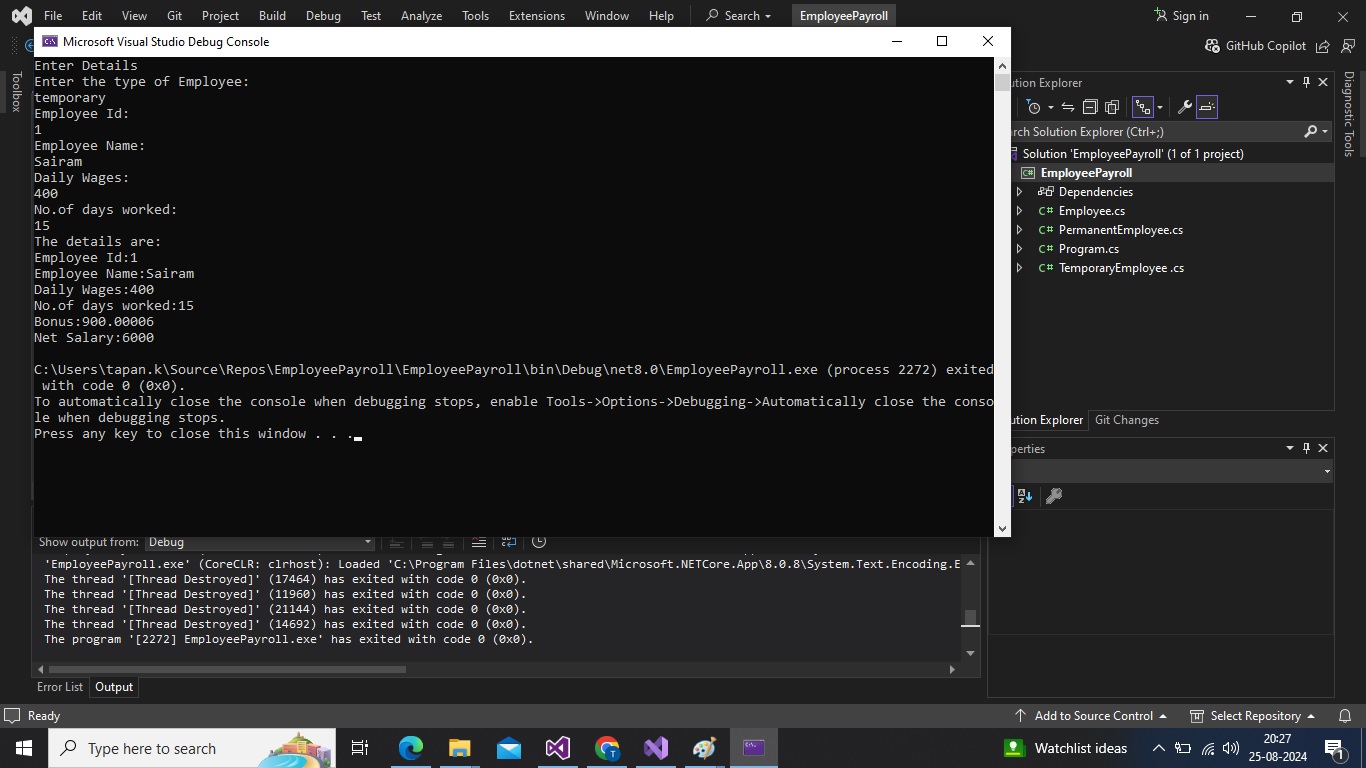 File Edit View Git Project Build Debug Test Analyze Tools Extensions Window Help Search EmployeePayroll Sign in
Microsoft Visual Studio Debug Console
GitHub Copilot
Toolbox
Enter Details
Enter the type of Employee:
temporary
Employee Id:
1
Employee Name:
Sairam
Daily Wages:
400
No.of days worked:
15
The details are:
Employee Id:1
Employee Name:Sairam
Daily Wages:400
No.of days worked:15
Bonus:900.00006
Net Salary:6000
C:\Users\tapan.k\Source\Repos\EmployeePayroll\EmployeePayroll\bin\Debug\net8.0\EmployeePayroll.exe (process 2272) exited
with code 0 (0x0).
To automatically close the console when debugging stops, enable Tools->Options->Debugging->Automatically close the conso
le when debugging stops.
Press any key to close this window . . .
ution Explorer
rch Solution Explorer (Ctrl+;)
Solution 'EmployeePayroll' (1 of 1 project)
C# EmployeePayroll
Dependencies
C# Employee.cs
C# PermanentEmployee.cs
C# Program.cs
C# TemporaryEmployee .cs
ution Explorer Git Changes
perties
Diagnostic Tools
Show output from: Debug
'EmployeePayroll.exe' (CoreCLR: clrhost): Loaded 'C:\Program Files\dotnet\shared\Microsoft.NETCore.App\8.0.8\System.Text.Encoding.E
The thread '[Thread Destroyed]' (17464) has exited with code 0 (0x0).
The thread '[Thread Destroyed]' (11960) has exited with code 0 (0x0).
The thread '[Thread Destroyed]' (21144) has exited with code 0 (0x0).
The thread '[Thread Destroyed]' (14692) has exited with code 0 (0x0).
The program '[2272] EmployeePayroll.exe' has exited with code 0 (0x0).
Error List Output
Ready Add to Source Control Select Repository
Type here to search Watchlist ideas 20:27
25-08-2024 1